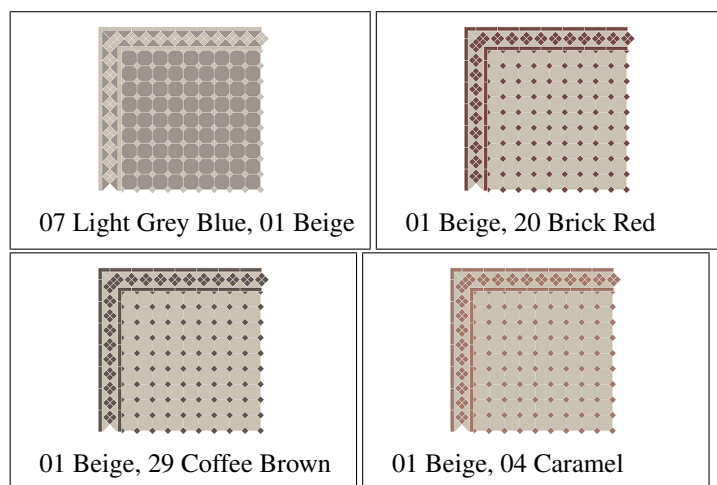 07 Light Grey Blue, 01 Beige
01 Beige, 20 Brick Red
01 Beige, 29 Coffee Brown
01 Beige, 04 Caramel